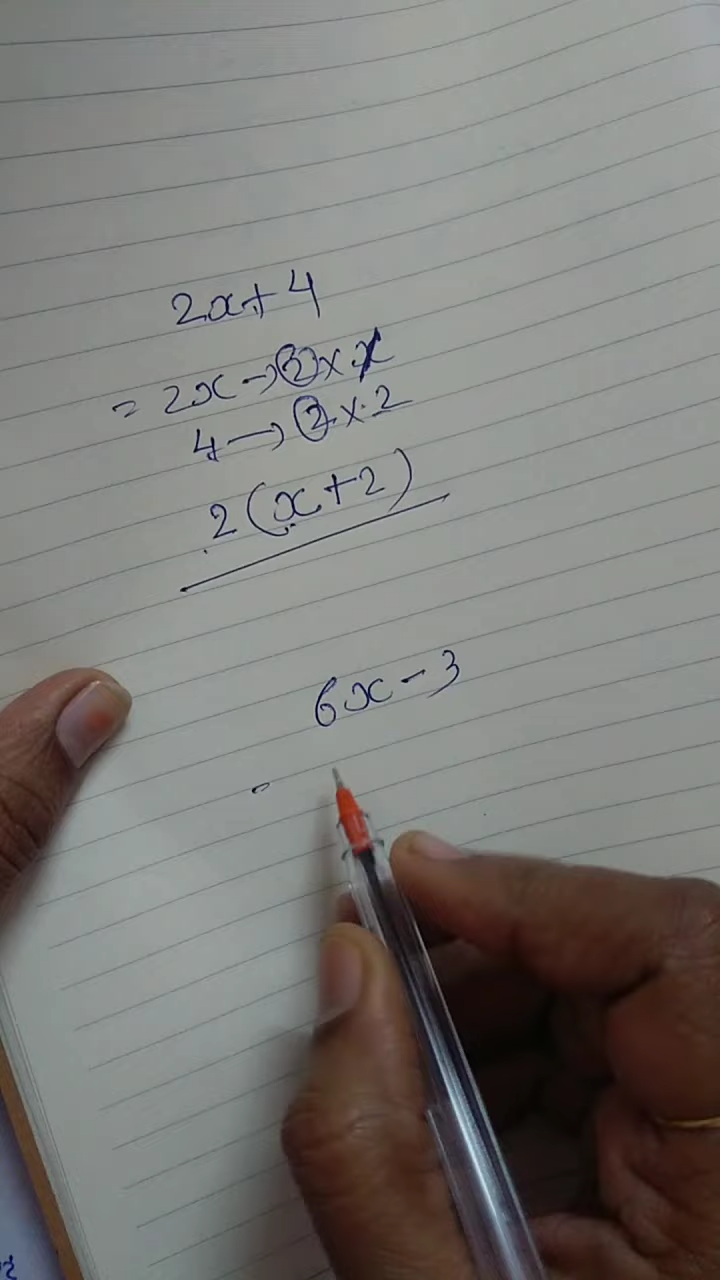 2x + 4
= 2x → 2 × x
4 → 2 × 2
2 (x + 2)
6x - 3